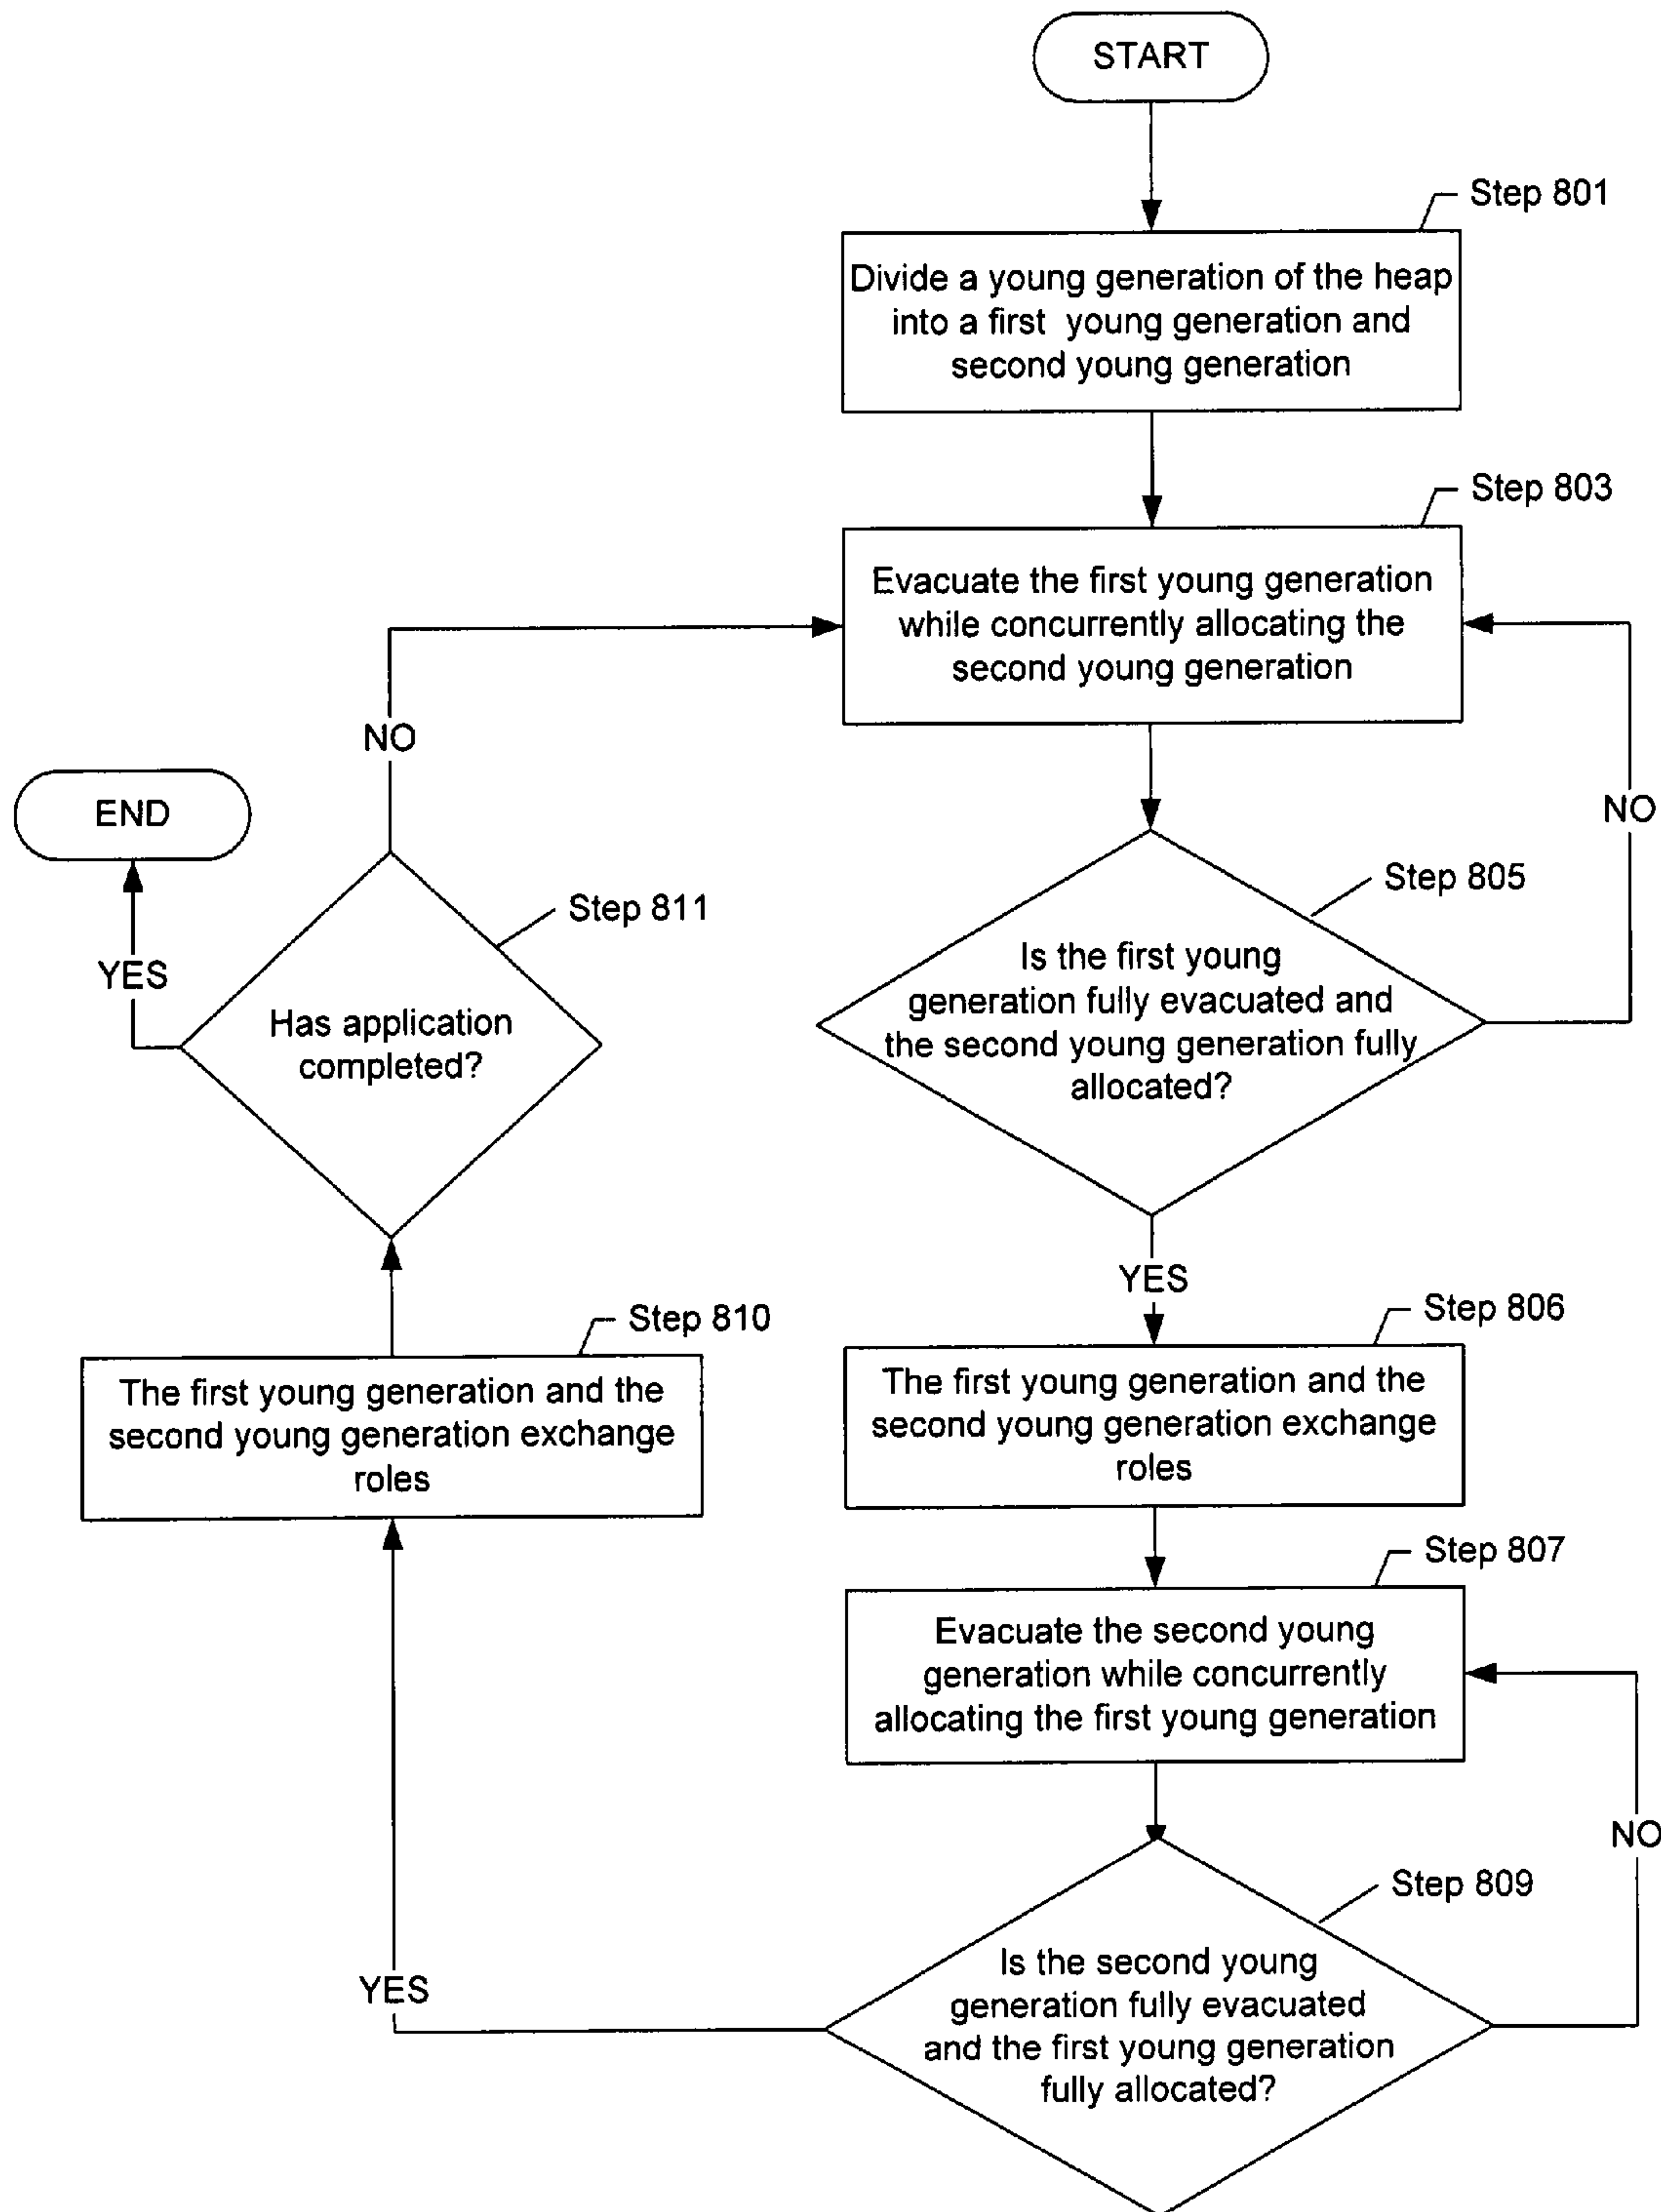 START
Step 801
Divide a young generation of the heap
into a first young generation and
second young generation
Step 803
Evacuate the first young generation
while concurrently allocating the
second young generation
NO
NO
END
Step 805
Step 811
YES
Is the first young
generation fully evacuated and
the second young generation fully
allocated?
Has application
completed?
YES
Step 806
Step 810
The first young generation and the
second young generation exchange
roles
The first young generation and the
second young generation exchange
roles
Step 807
Evacuate the second young
generation while concurrently
allocating the first young generation
NO
Step 809
Is the second young
generation fully evacuated
and the first young generation
fully allocated?
YES